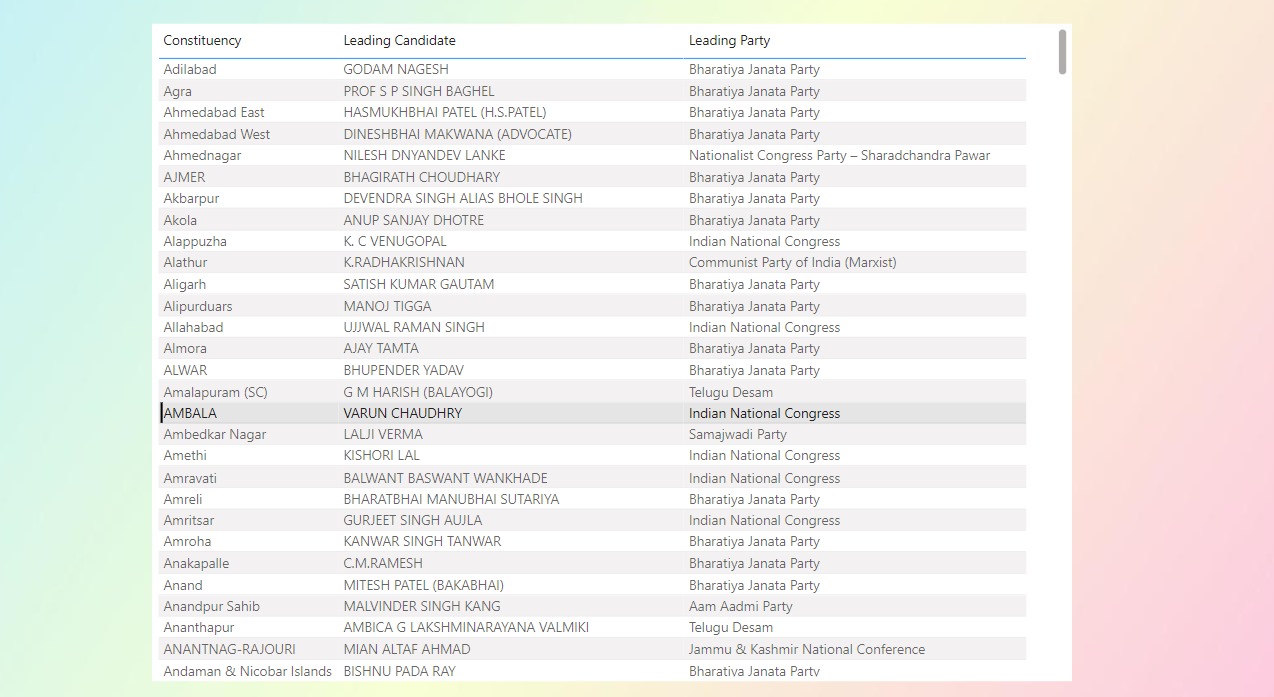 Constituency Leading Candidate Leading Party
Adilabad GODAM NAGESH Bharatiya Janata Party
Agra PROF S P SINGH BAGHEL Bharatiya Janata Party
Ahmedabad East HASMUKHBHAI PATEL (H.S.PATEL) Bharatiya Janata Party
Ahmedabad West DINESHBHAI MAKWANA (ADVOCATE) Bharatiya Janata Party
Ahmednagar NILESH DNYANDEV LANKE Nationalist Congress Party – Sharadchandra Pawar
AJMER BHAGIRATH CHOUDHARY Bharatiya Janata Party
Akbarpur DEVENDRA SINGH ALIAS BHOLE SINGH Bharatiya Janata Party
Akola ANUP SANJAY DHOTRE Bharatiya Janata Party
Alappuzha K. C VENUGOPAL Indian National Congress
Alathur K.RADHAKRISHNAN Communist Party of India (Marxist)
Aligarh SATISH KUMAR GAUTAM Bharatiya Janata Party
Alipurduars MANOJ TIGGA Bharatiya Janata Party
Allahabad UJJWAL RAMAN SINGH Indian National Congress
Almora AJAY TAMTA Bharatiya Janata Party
ALWAR BHUPENDER YADAV Bharatiya Janata Party
Amalapuram (SC) G M HARISH (BALAYOGI) Telugu Desam
AMBALA VARUN CHAUDHRY Indian National Congress
Ambedkar Nagar LALJI VERMA Samajwadi Party
Amethi KISHORI LAL Indian National Congress
Amravati BALWANT BASWANT WANKHADE Indian National Congress
Amreli BHARATBHAI MANUBHAI SUTARIYA Bharatiya Janata Party
Amritsar GURJEET SINGH AUJLA Indian National Congress
Amroha KANWAR SINGH TANWAR Bharatiya Janata Party
Anakapalle C.M.RAMESH Bharatiya Janata Party
Anand MITESH PATEL (BAKABHAI) Bharatiya Janata Party
Anandpur Sahib MALVINDER SINGH KANG Aam Aadmi Party
Ananthapur AMBICA G LAKSHMINARAYANA VALMIKI Telugu Desam
ANANTNAG-RAJOURI MIAN ALTAF AHMAD Jammu & Kashmir National Conference
Andaman & Nicobar Islands BISHNU PADA RAY Bharatiya Janata Party